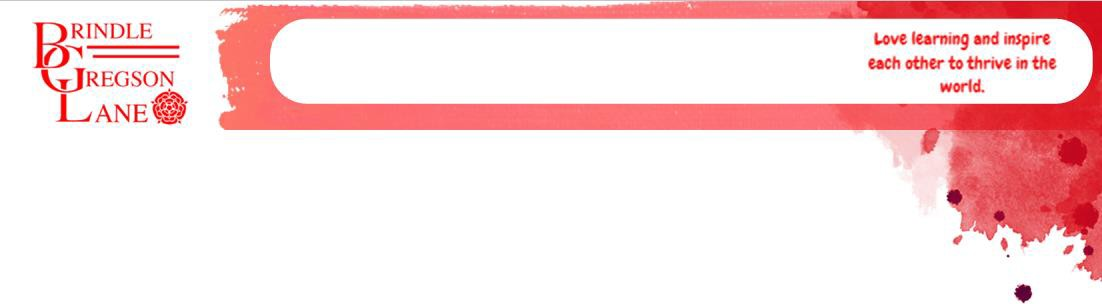 BRINDLE
GREGSON
LANE
Love learning and inspire
each other to thrive in the
world.